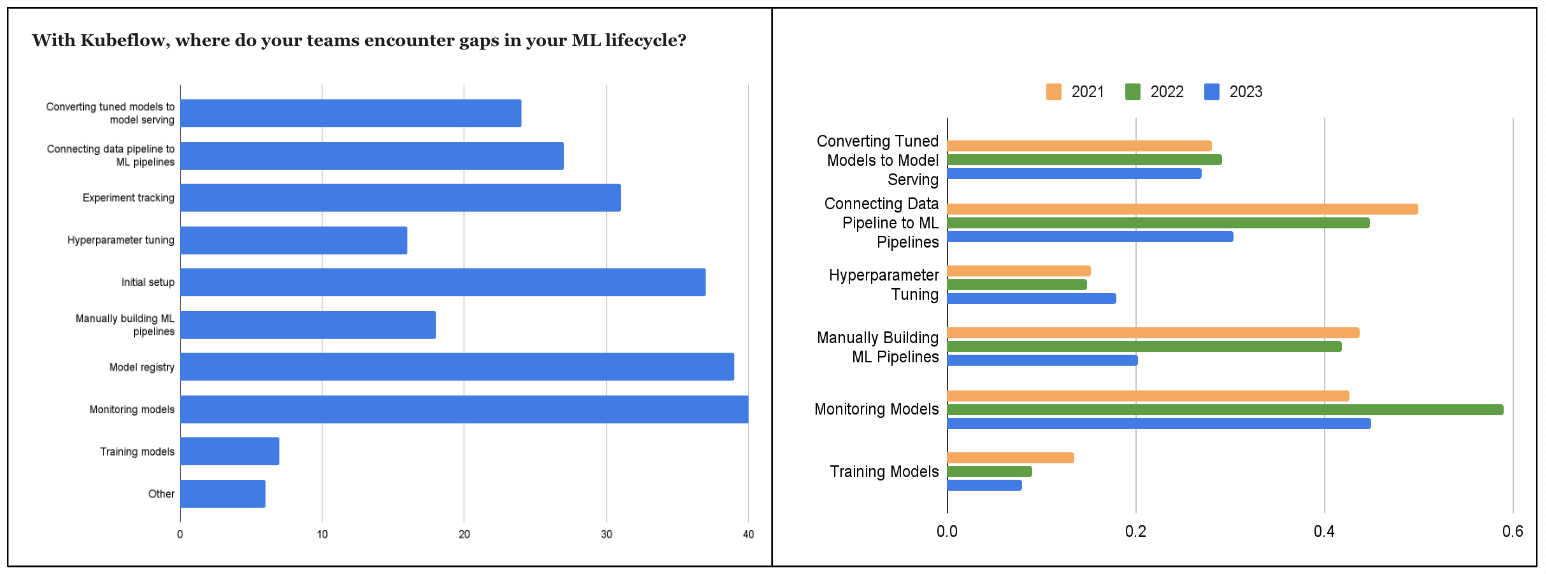 With Kubeflow, where do your teams encounter gaps in your ML lifecycle?
Converting tuned models to
model serving
Connecting data pipeline to
ML pipelines
Experiment tracking
Hyperparameter tuning
Initial setup
Manually building ML
pipelines
Model registry
Monitoring models
Training models
Other
0 10 20 30 40
2021 2022 2023
Converting Tuned
Models to Model
Serving
Connecting Data
Pipeline to ML
Pipelines
Hyperparameter
Tuning
Manually Building
ML Pipelines
Monitoring Models
Training Models
0.0 0.2 0.4 0.6